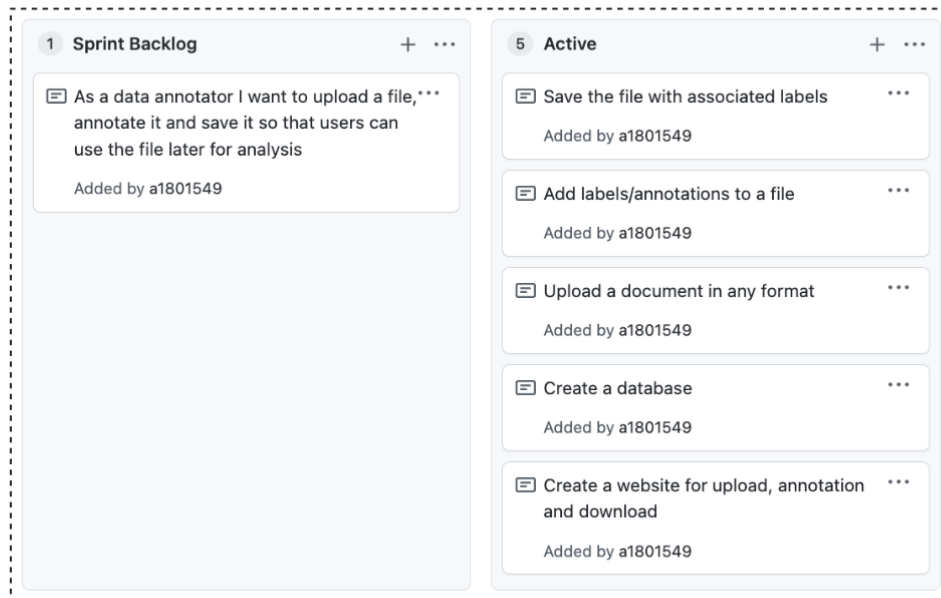 1 Sprint Backlog
As a data annotator I want to upload a file,
annotate it and save it so that users can
use the file later for analysis
Added by a1801549
5 Active
Save the file with associated labels
Added by a1801549
Add labels/annotations to a file
Added by a1801549
Upload a document in any format
Added by a1801549
Create a database
Added by a1801549
Create a website for upload, annotation
and download
Added by a1801549